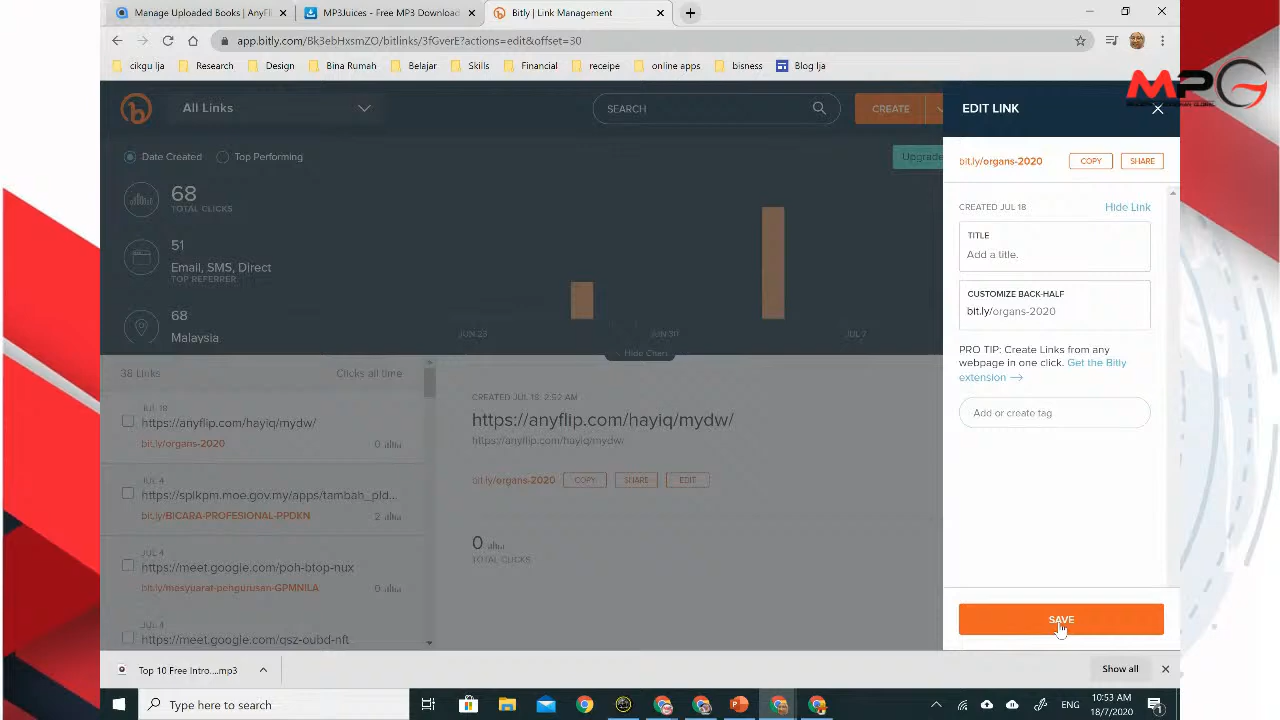 Manage Uploaded Books | AnyFl
MP3Juices - Free MP3 Download
Bitly | Link Management
app.bitly.com/Bk3ebHxsmZO/bitlinks/3fGverE?actions=edit&offset=30
cikgu lja
Research
Design
Bina Rumah
Belajar
Skills
Financial
receipe
online apps
bisness
Blog lja
MPG
All Links
SEARCH
CREATE
EDIT LINK
Date Created
Top Performing
Upgrade
bit.ly/organs-2020
COPY
SHARE
68
TOTAL CLICKS
CREATED JUL 18
Hide Link
TITLE
Add a title.
51
Email, SMS, Direct
TOP REFERRER
CUSTOMIZE BACK-HALF
bit.ly/organs-2020
68
Malaysia
JUN 23
JUN 30
JUL 7
Hide Chart
PRO TIP: Create Links from any
webpage in one click. Get the Bitly
extension
Add or create tag
38 Links
Clicks all time
JUL 18
https://anyflip.com/hayiq/mydw/
bit.ly/organs-2020
0
CREATED JUL 18, 2:52 AM
https://anyflip.com/hayiq/mydw/
https://anyflip.com/hayiq/mydw/
bit.ly/organs-2020
COPY
SHARE
EDIT
JUL 4
https://splkpm.moe.gov.my/apps/tambah_pld...
bit.ly/BICARA-PROFESIONAL-PPDKN
2
0
TOTAL CLICKS
JUL 4
https://meet.google.com/poh-btop-nux
bit.ly/mesyuarat-pengurusan-GPMNILA
0
JUL 4
https://meet.google.com/qsz-oubd-nft
SAVE
Top 10 Free Intro....mp3
Show all
Type here to search
ENG
10:53 AM
18/7/2020
1